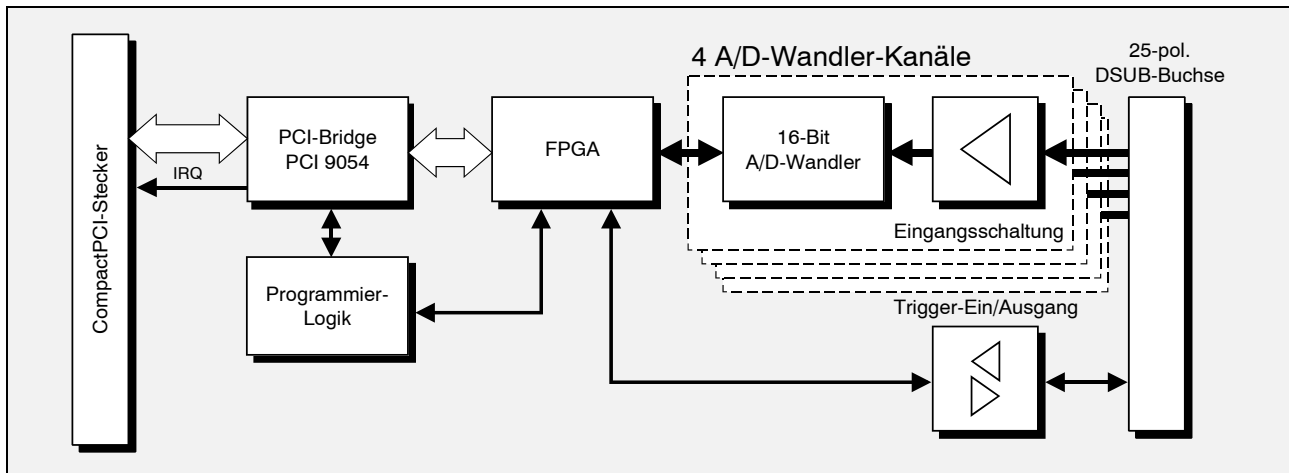 4 A/D-Wandler-Kanäle
25-pol.
DSUB-Buchse
CompactPCI-Stecker
PCI-Bridge
PCI 9054
IRQ
FPGA
16-Bit
A/D-Wandler
Eingangsschaltung
Programmier-
Logik
Trigger-Ein/Ausgang